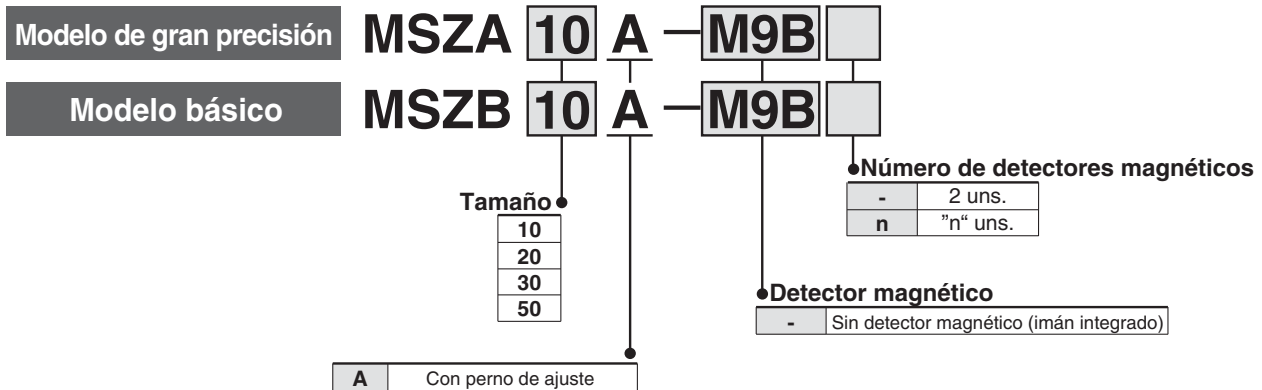 Modelo de gran precisión MSZA 10 A — M9B
Modelo básico MSZB 10 A — M9B
Número de detectores magnéticos
- 2 uns.
n ”n“ uns.
Tamaño
10
20
30
50
Detector magnético
- Sin detector magnético (imán integrado)
A Con perno de ajuste